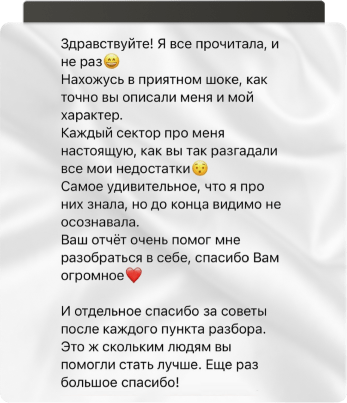 Здравствуйте! Я все прочитала, и
не раз😄
Нахожусь в приятном шоке, как
точно вы описали меня и мой
характер.
Каждый сектор про меня
настоящую, как вы так разгадали
все мои недостатки😯
Самое удивительное, что я про
них знала, но до конца видимо не
осознавала.
Ваш отчёт очень помог мне
разобраться в себе, спасибо Вам
огромное❤️
И отдельное спасибо за советы
после каждого пункта разбора.
Это ж скольким людям вы
помогли стать лучше. Еще раз
большое спасибо!